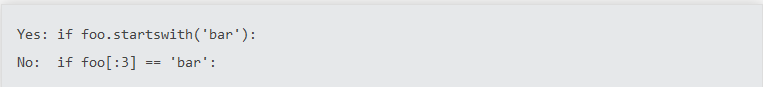 Yes: if foo.startswith('bar'):
No:  if foo[:3] == 'bar':